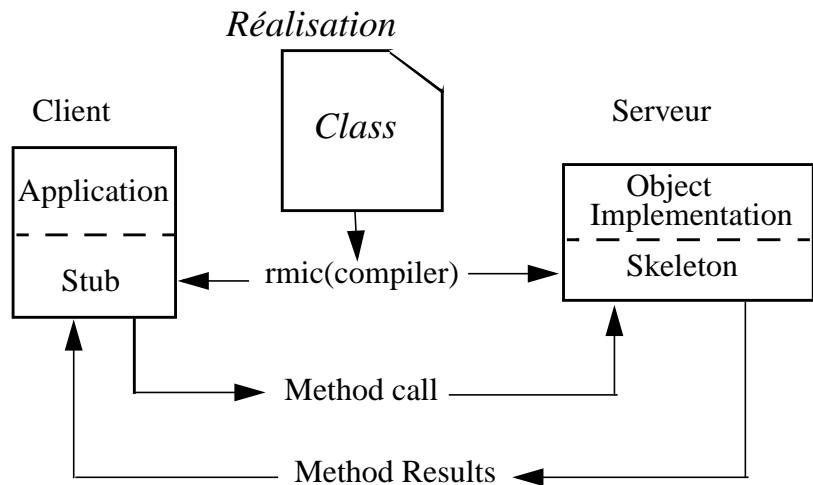 Réalisation
Client
Class
Serveur
Application
Object
Implementation
Stub
rmic(compiler)
Skeleton
Method call
Method Results